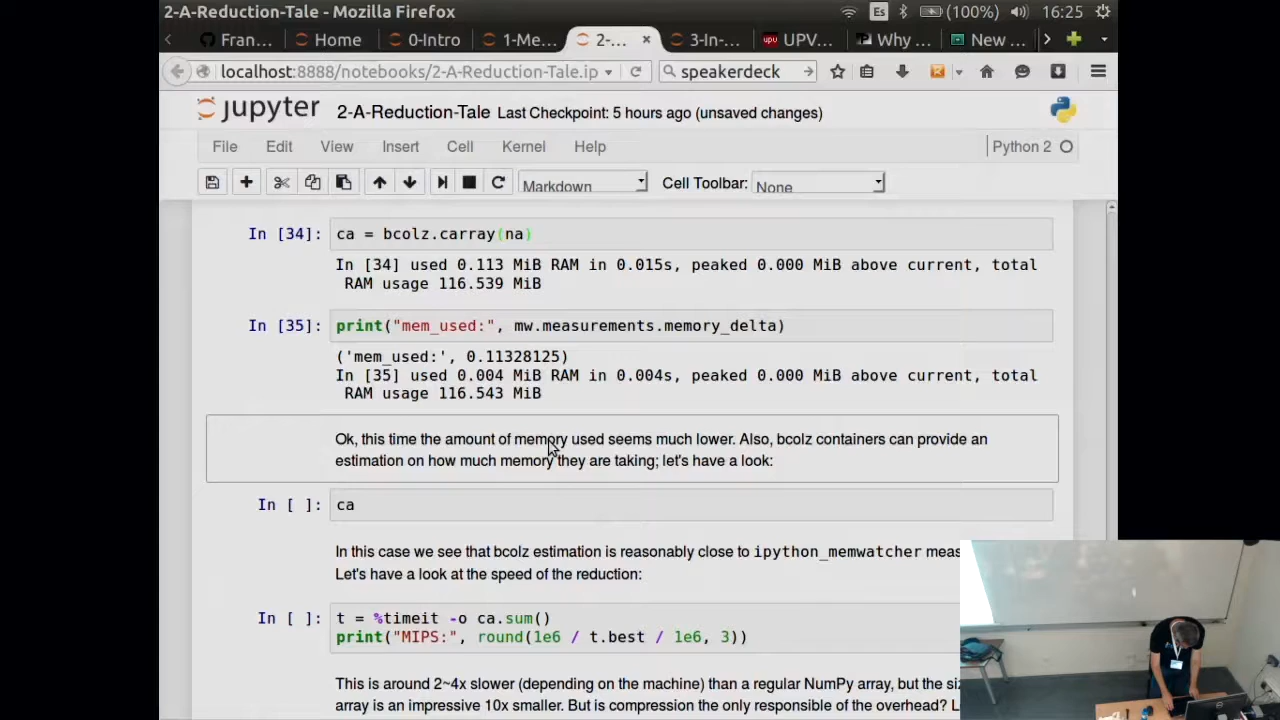 2-A-Reduction-Tale - Mozilla Firefox
Es (100%) 16:25
Fran... Home 0-Intro 1-Me... 2-... × 3-In-... upv UPV... Why ... New ...
localhost:8888/notebooks/2-A-Reduction-Tale.ip speakerdeck
jupyter 2-A-Reduction-Tale Last Checkpoint: 5 hours ago (unsaved changes)
File Edit View Insert Cell Kernel Help Python 2
Markdown Cell Toolbar: None
In [34]: ca = bcolz.carray(na)
In [34] used 0.113 MiB RAM in 0.015s, peaked 0.000 MiB above current, total
RAM usage 116.539 MiB
In [35]: print("mem_used:", mw.measurements.memory_delta)
('mem_used:', 0.11328125)
In [35] used 0.004 MiB RAM in 0.004s, peaked 0.000 MiB above current, total
RAM usage 116.543 MiB
Ok, this time the amount of memory used seems much lower. Also, bcolz containers can provide an
estimation on how much memory they are taking; let's have a look:
In [ ]: ca
In this case we see that bcolz estimation is reasonably close to ipython_memwatcher meas
Let's have a look at the speed of the reduction:
In [ ]: t = %timeit -o ca.sum()
print("MIPS:", round(1e6 / t.best / 1e6, 3))
This is around 2~4x slower (depending on the machine) than a regular NumPy array, but the siz
array is an impressive 10x smaller. But is compression the only responsible of the overhead? L